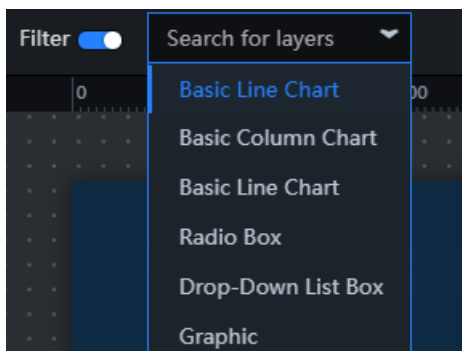 Filter
Search for layers
0
00
Basic Line Chart
Basic Column Chart
Basic Line Chart
Radio Box
Drop-Down List Box
Graphic